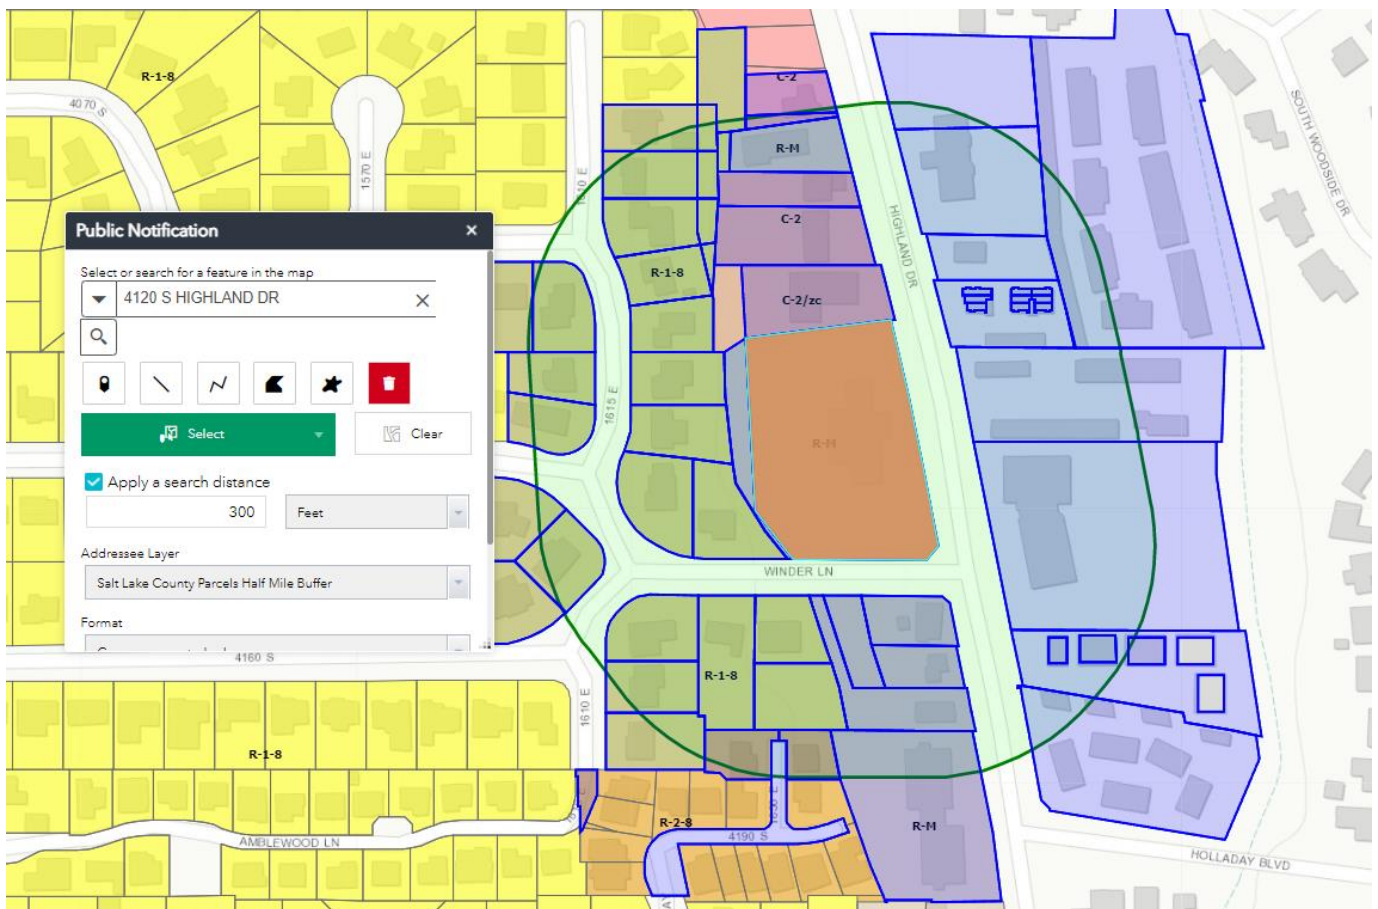 R-1-8
C-2
4070 S
1570 E
SOUTH WOODSIDE DR
R-M
Public Notification
×
HIGHLAND DR
C-2
Select or search for a feature in the map
R-1-8
4120 S HIGHLAND DR
C-2/zc
1615 E
Select
Clear
R-M
Apply a search distance
300
Feet
Addressee Layer
WINDER LN
Salt Lake County Parcels Half Mile Buffer
Format
4160 S
R-1-8
1610 E
R-1-8
R-2-8
4190 S
R-M
AMBLEWOOD LN
HOLLADAY BLVD